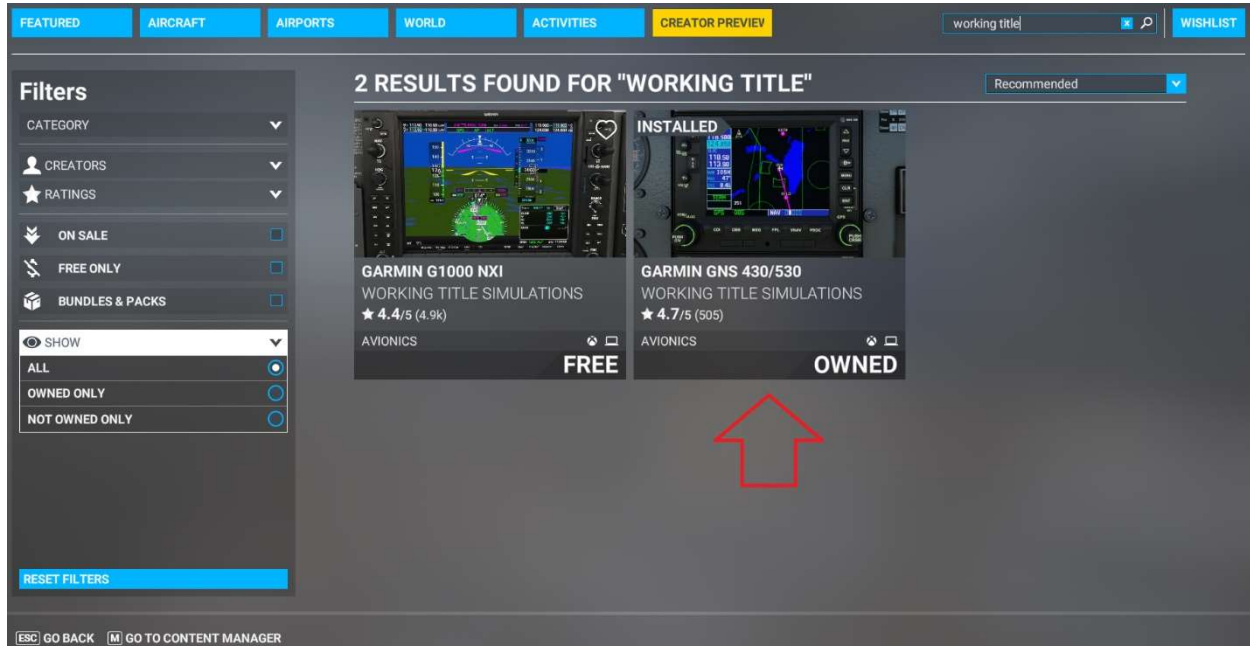 FEATURED
AIRCRAFT
AIRPORTS
WORLD
ACTIVITIES
CREATOR PREVIEW
working title
WISHLIST
Filters
CATEGORY
CREATORS
RATINGS
ON SALE
FREE ONLY
BUNDLES & PACKS
SHOW
ALL
OWNED ONLY
NOT OWNED ONLY
RESET FILTERS
2 RESULTS FOUND FOR "WORKING TITLE"
Recommended
GARMIN G1000 NXI
WORKING TITLE SIMULATIONS
4.4/5 (4.9k)
AVIONICS
FREE
INSTALLED
GARMIN GNS 430/530
WORKING TITLE SIMULATIONS
4.7/5 (505)
AVIONICS
OWNED
ESC GO BACK M GO TO CONTENT MANAGER